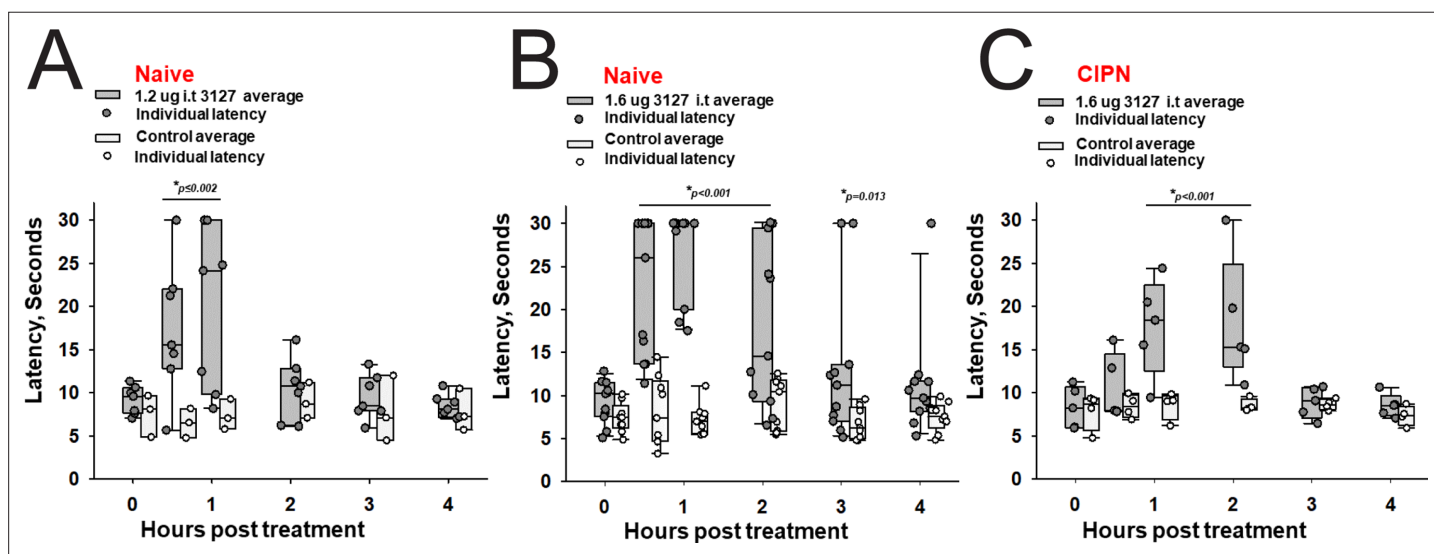 A
Naive
1.2 ug i.t 3127 average
Individual latency
Control average
Individual latency
*p≤0.002
Latency, Seconds
30
25
20
15
10
5
0
0 1 2 3 4
Hours post treatment
B
Naive
1.6 ug 3127 i.t average
Individual latency
Control average
Individual latency
*p<0.001
*p=0.013
Latency, Seconds
30
25
20
15
10
5
0
0 1 2 3 4
Hours post treatment
C
CIPN
1.6 ug 3127 i.t average
Individual latency
Control average
Individual latency
*p<0.001
Latency, Seconds
30
25
20
15
10
5
0
0 1 2 3 4
Hours post treatment